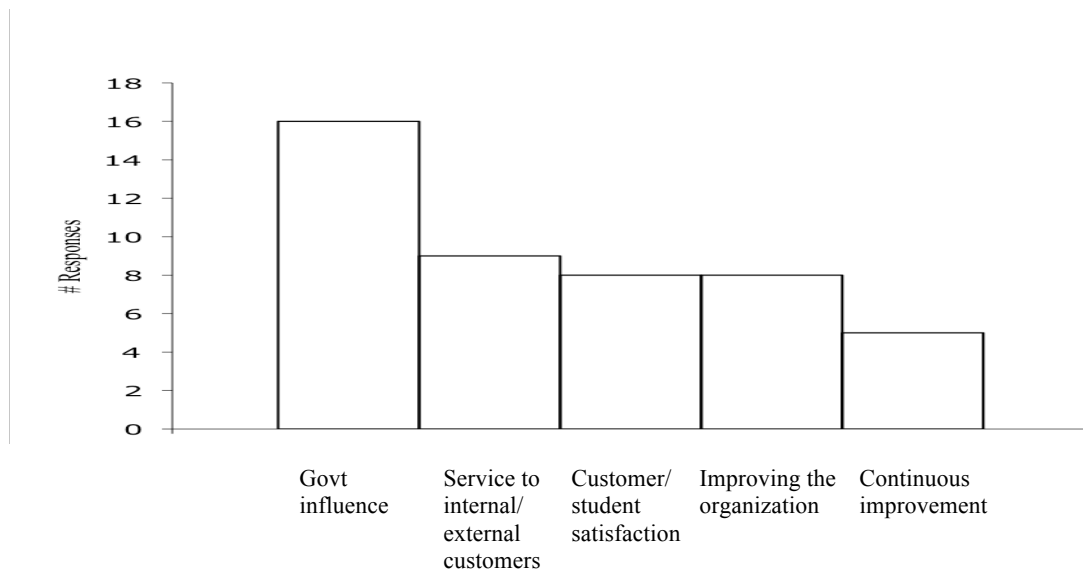 18
16
14
12
10
8
6
4
2
0
# Responses
Govt
influence
Service to
internal/
external
customers
Customer/
student
satisfaction
Improving the
organization
Continuous
improvement